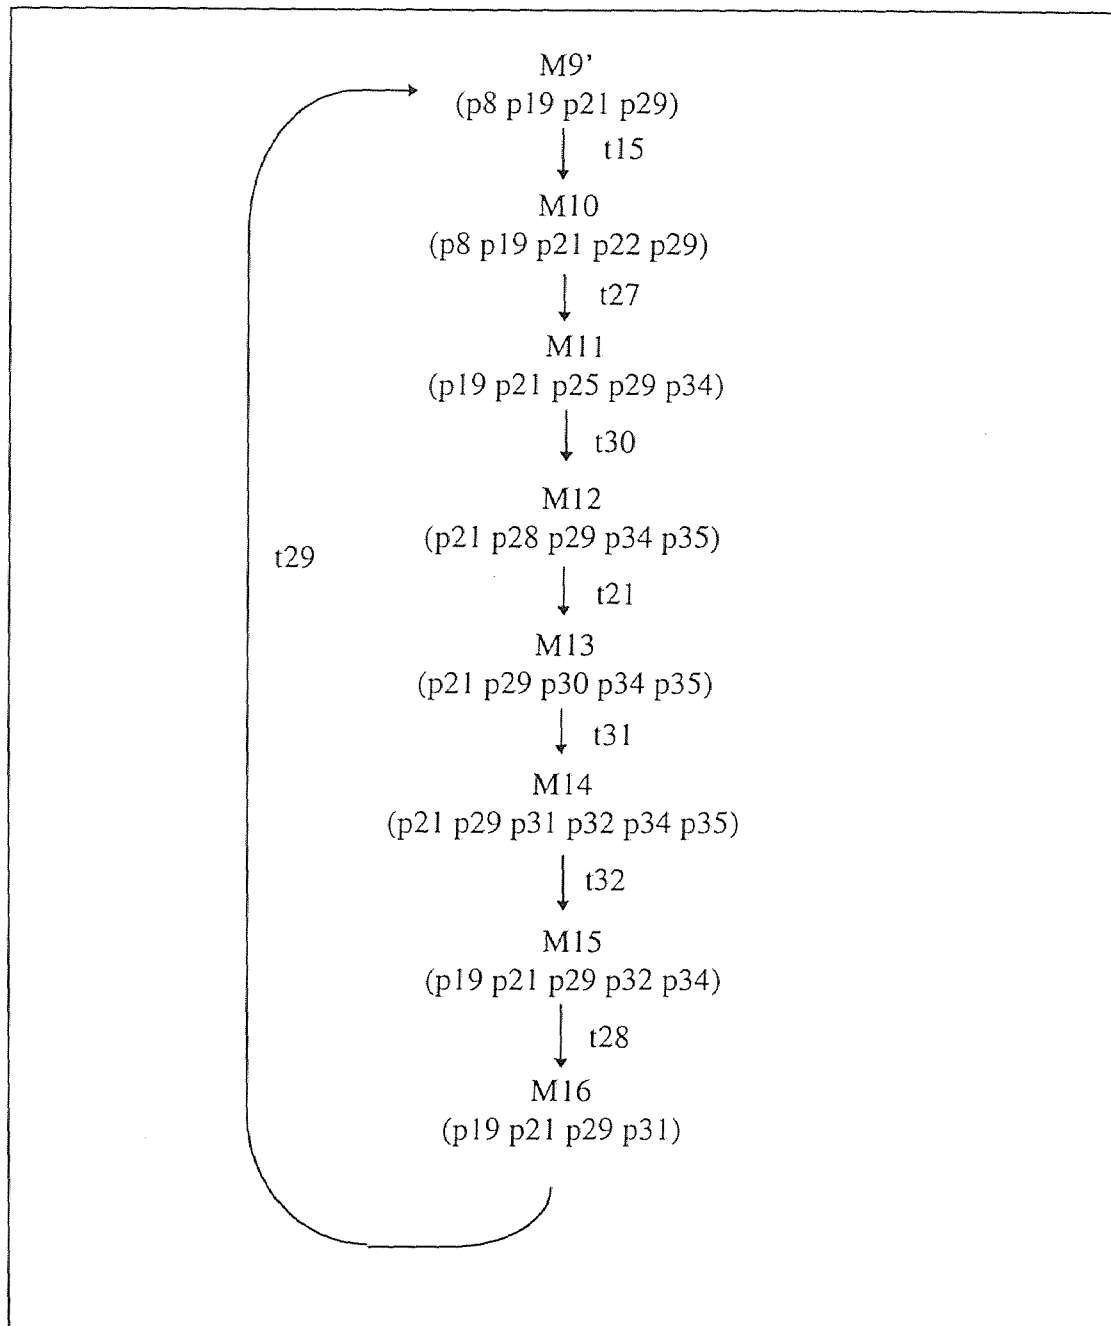 M9’
(p8 p19 p21 p29)
t15
M10
(p8 p19 p21 p22 p29)
t27
M11
(p19 p21 p25 p29 p34)
t30
M12
(p21 p28 p29 p34 p35)
t29
t21
M13
(p21 p29 p30 p34 p35)
t31
M14
(p21 p29 p31 p32 p34 p35)
t32
M15
(p19 p21 p29 p32 p34)
t28
M16
(p19 p21 p29 p31)